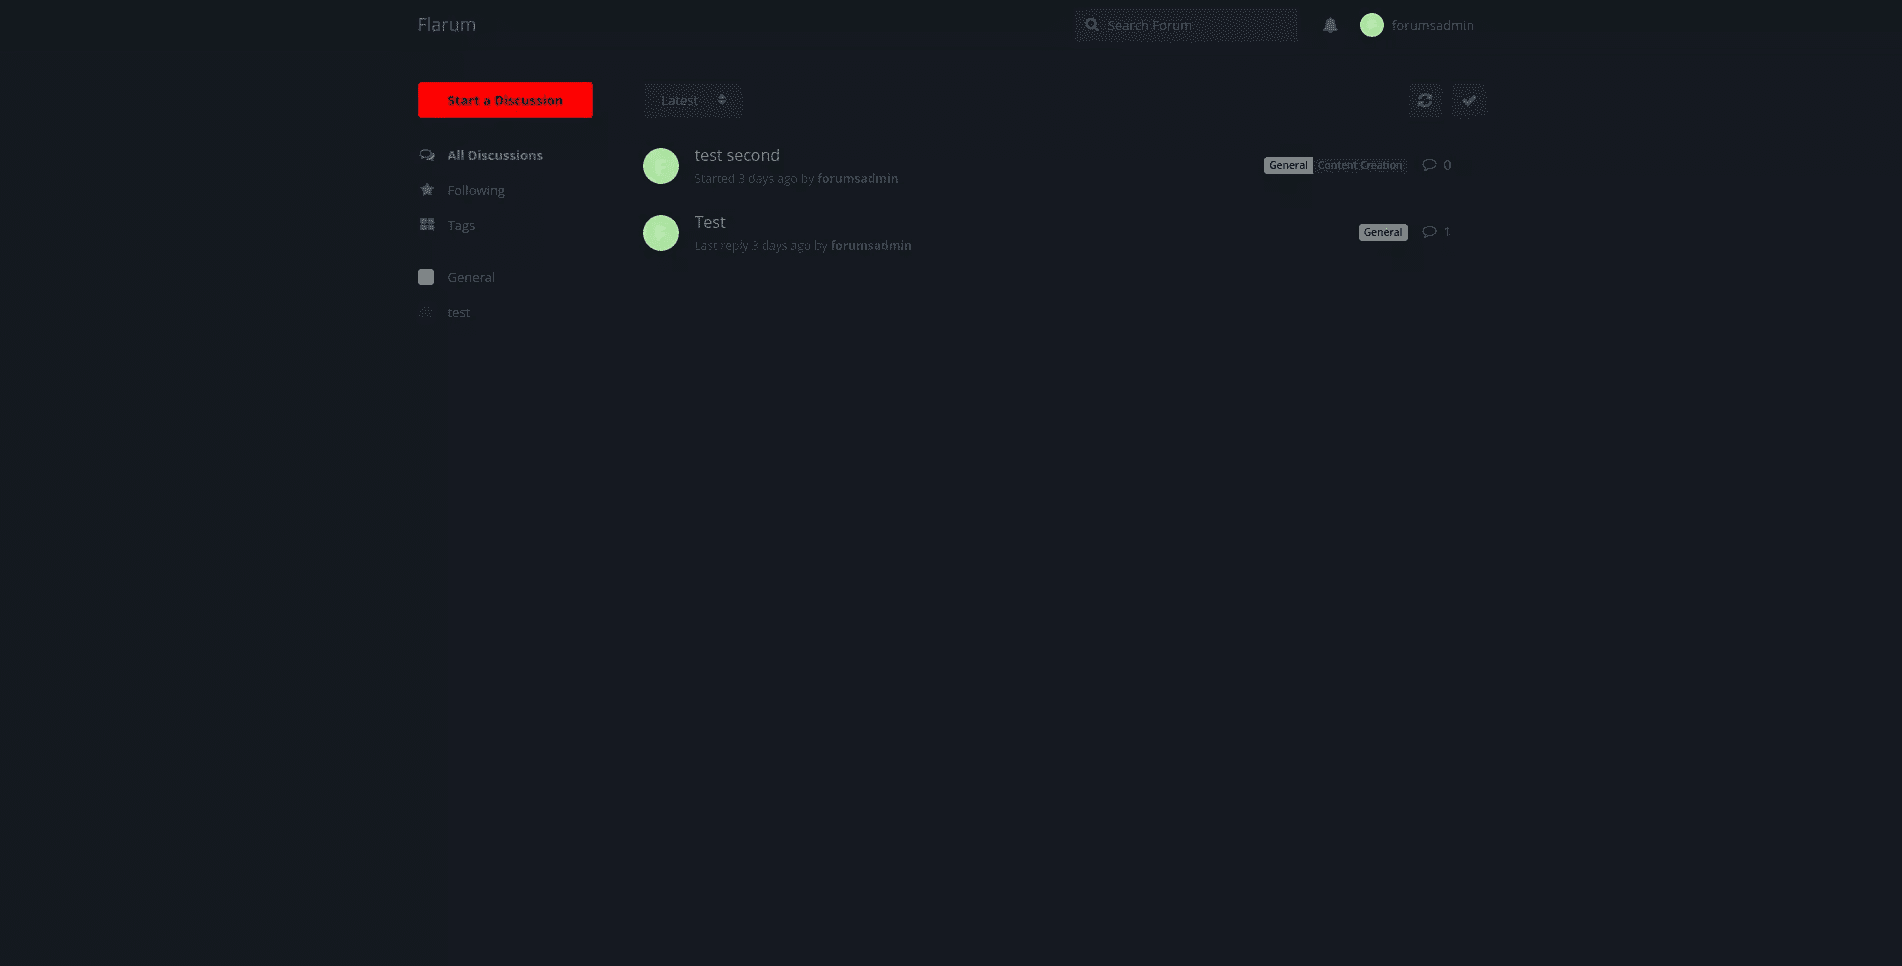 Flarum
Search Forum
forumsadmin
Start a Discussion
Latest
All Discussions
Following
Tags
General
test
test second
Started 3 days ago by forumsadmin
General Content Creation 0
Test
Last reply 3 days ago by forumsadmin
General 1